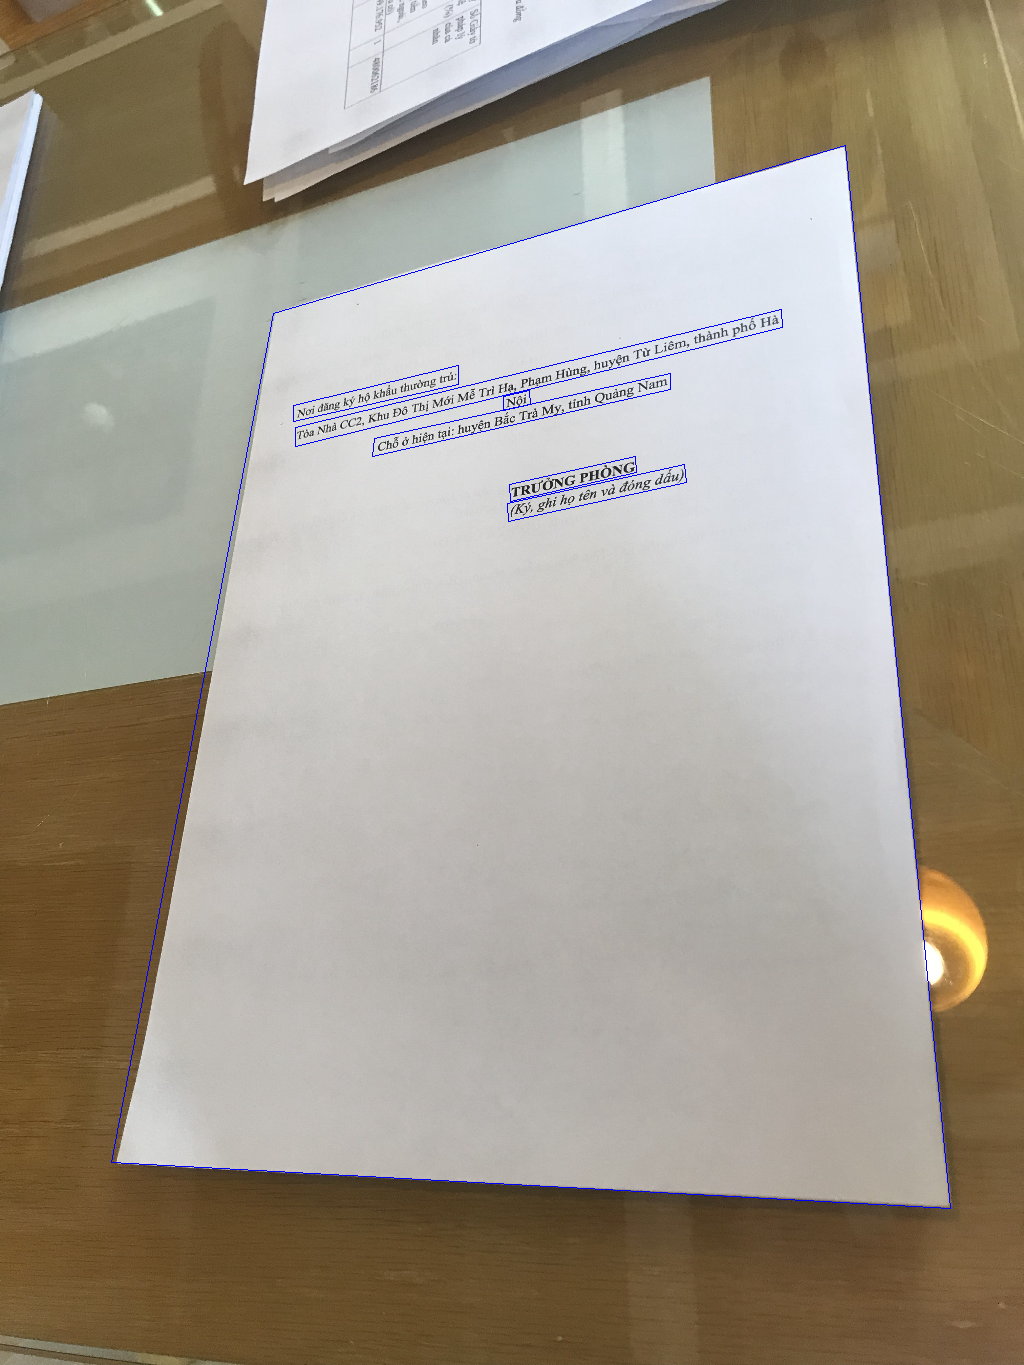 Nơi đăng ký hộ khẩu thường trú:
Tòa Nhà CC2, Khu Đô Thị Mới Mễ Trì Hạ, Phạm Hùng, huyện Từ Liêm, thành phố Hà
Nội
Chỗ ở hiện tại: huyện Bắc Trà My, tỉnh Quảng Nam
TRƯỞNG PHÒNG
(Ký, ghi họ tên và đóng dấu)